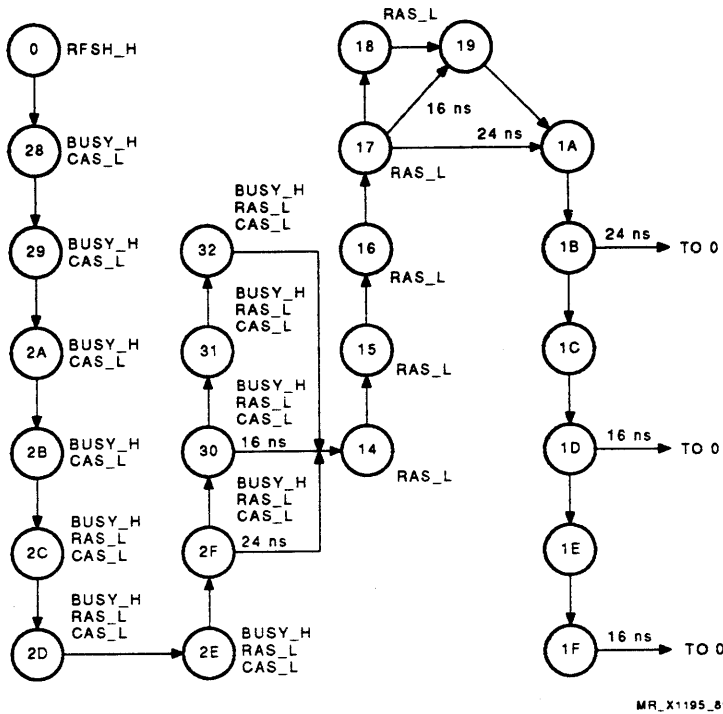 0
RFSH_H
28
BUSY_H
CAS_L
29
BUSY_H
CAS_L
2A
BUSY_H
CAS_L
2B
BUSY_H
CAS_L
2C
BUSY_H
RAS_L
CAS_L
2D
BUSY_H
RAS_L
CAS_L
2E
BUSY_H
RAS_L
CAS_L
2F
24 ns
BUSY_H
RAS_L
CAS_L
30
16 ns
BUSY_H
RAS_L
CAS_L
31
BUSY_H
RAS_L
CAS_L
32
BUSY_H
RAS_L
CAS_L
14
RAS_L
15
RAS_L
16
RAS_L
17
RAS_L
18
RAS_L
19
16 ns
24 ns
1A
1B
24 ns
TO 0
1C
1D
16 ns
TO 0
1E
1F
16 ns
TO 0
MR_X1195_8